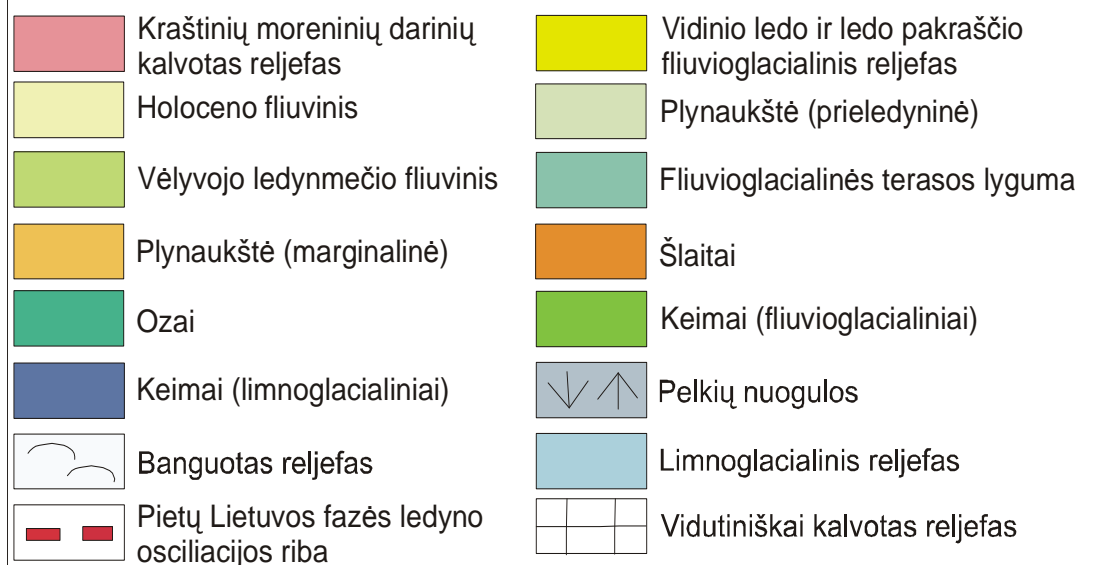 Kraštinių moreninių darinių
kalvotas reljefas
Holoceno fliuvinis
Vėlyvojo ledynmečio fliuvinis
Plynaukštė (marginalinė)
Ozai
Keimai (limnoglacialiniai)
Banguotas reljefas
Pietų Lietuvos fazės ledyno
osciliacijos riba
Vidinio ledo ir ledo pakraščio
fliuvioglacialinis reljefas
Plynaukštė (prieledyninė)
Fliuvioglacialinės terasos lyguma
Šlaitai
Keimai (fliuvioglacialiniai)
Pelkių nuogulos
Limnoglacialinis reljefas
Vidutiniškai kalvotas reljefas